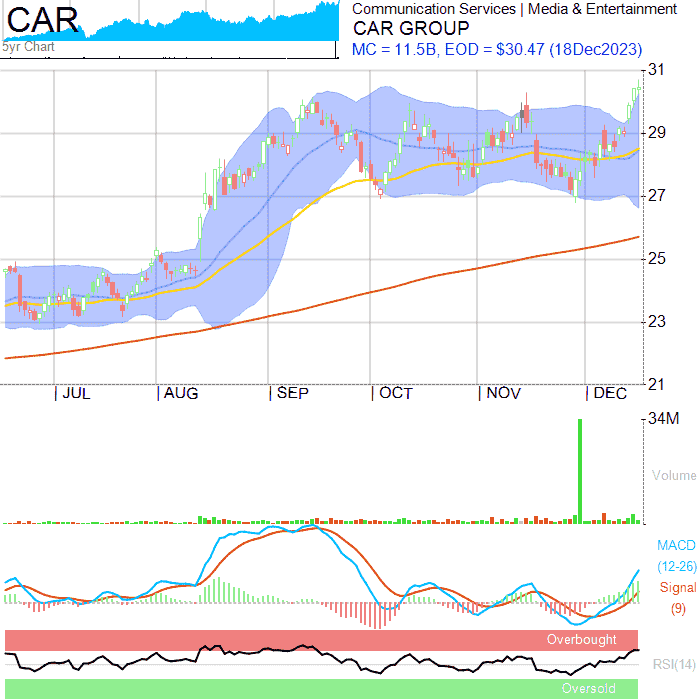 CAR
5yr Chart
Communication Services | Media & Entertainment
CAR GROUP
MC = 11.5B, EOD = $30.47 (18Dec2023)
31
29
27
25
23
21
JUL AUG SEP OCT NOV DEC
34M
Volume
MACD
(12-26)
Signal
(9)
Overbought
RSI(14)
Oversold